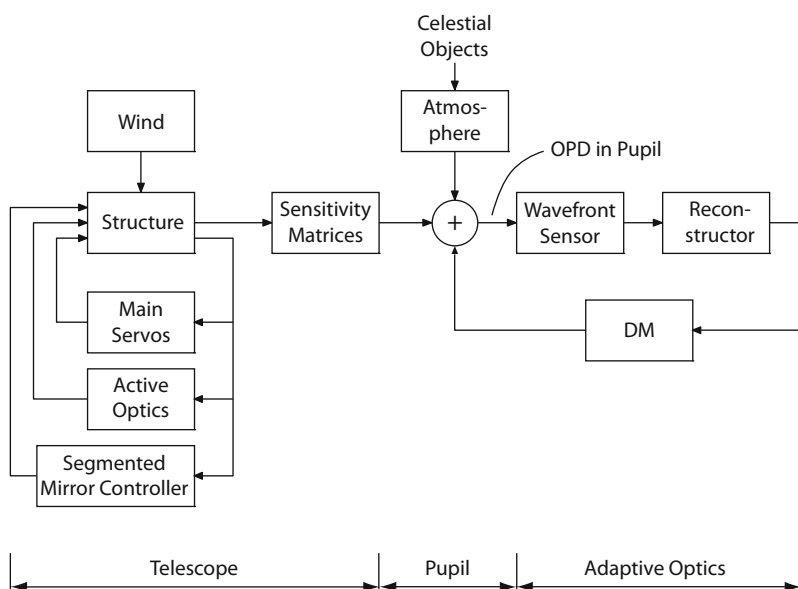 Celestial
Objects
Wind
Atmos-
phere
OPD in Pupil
Structure
Sensitivity
Matrices
+
Wavefront
Sensor
Recon-
structor
Main
Servos
DM
Active
Optics
Segmented
Mirror Controller
Telescope
Pupil
Adaptive Optics